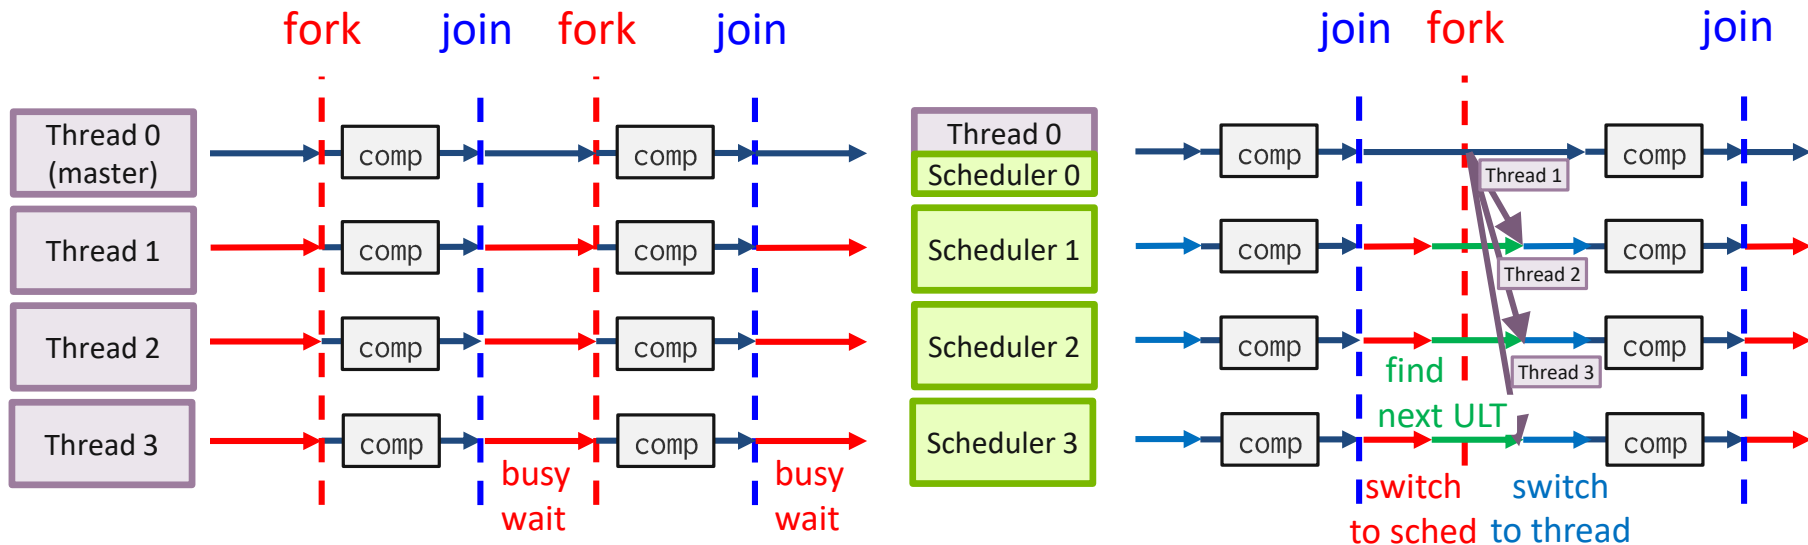 fork join fork join
Thread 0
(master)
comp comp
Thread 1
comp comp
Thread 2
comp comp
Thread 3
comp comp
busy
wait
busy
wait
join fork join
Thread 0
Scheduler 0
comp comp
Thread 1
Scheduler 1
comp comp
Thread 2
Scheduler 2
comp comp
Thread 3
find
next ULT
Scheduler 3
comp comp
switch
to sched
switch
to thread